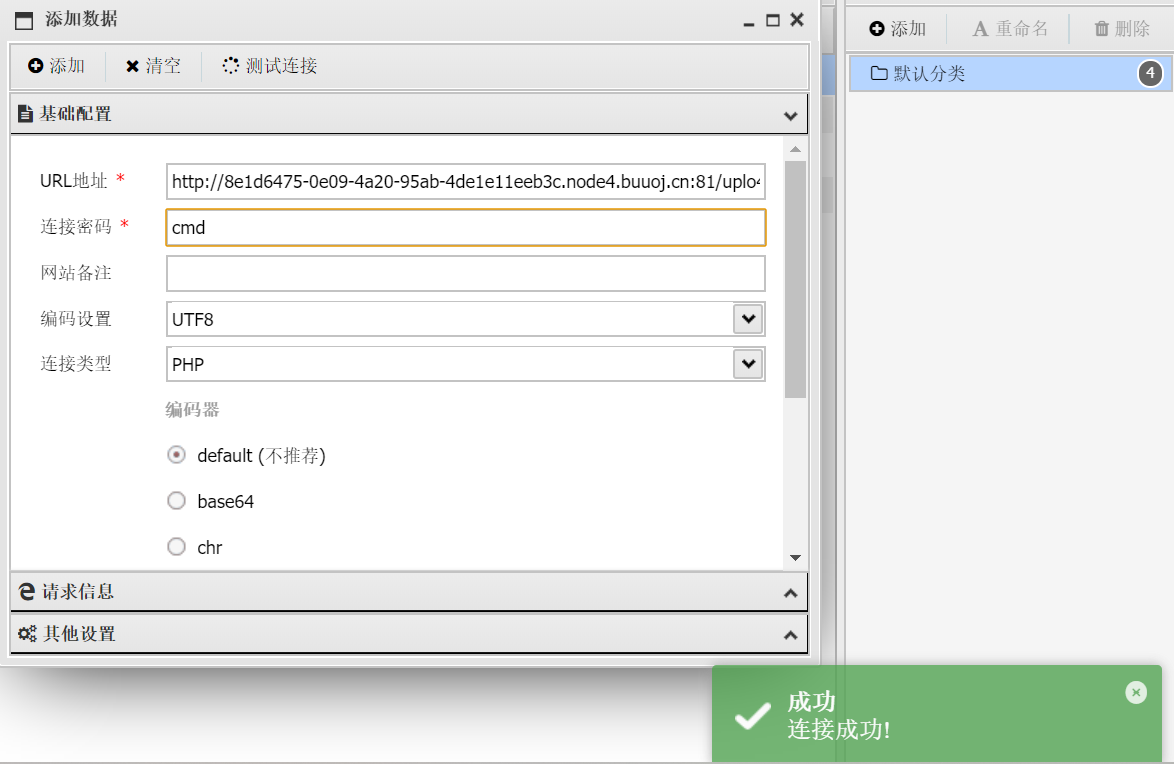 添加数据
添加 清空 测试连接
基础配置
URL地址 * http://8e1d6475-0e09-4a20-95ab-4de1e11eeb3c.node4.buuoj.cn:81/uplo
连接密码 * cmd
网站备注
编码设置 UTF8
连接类型 PHP
编码器
default (不推荐)
base64
chr
请求信息
其他设置
添加 重命名 删除
默认分类 4
成功
连接成功!